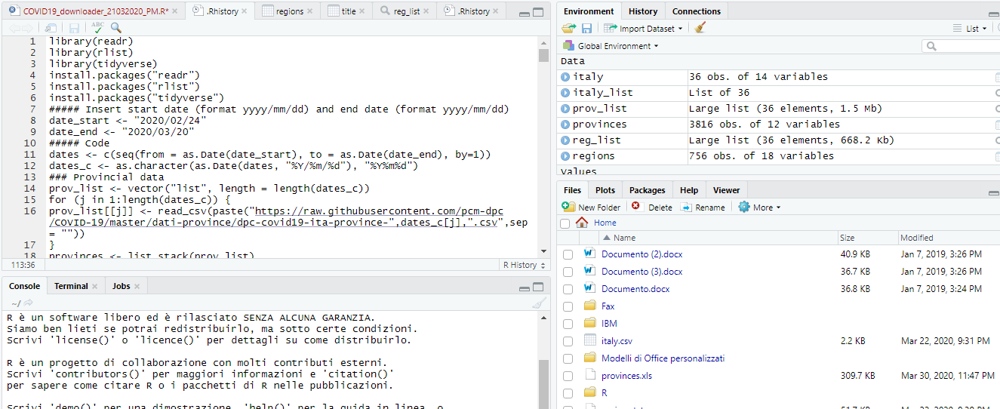 COVID19_downloader_21032020_PM.R* .Rhistory regions title reg_list .Rhistory
1 library(readr)
2 library(rlist)
3 library(tidyverse)
4 install.packages("readr")
5 install.packages("rlist")
6 install.packages("tidyverse")
7 ##### Insert start date (format yyyy/mm/dd) and end date (format yyyy/mm/dd)
8 date_start <- "2020/02/24"
9 date_end <- "2020/03/20"
10 ##### Code
11 dates <- c(seq(from = as.Date(date_start), to = as.Date(date_end), by=1))
12 dates_c <- as.character(as.Date(dates, "%Y/%m/%d"), "%Y%m%d")
13 ### Provincial data
14 prov_list <- vector("list", length = length(dates_c))
15 for (j in 1:length(dates_c)) {
16 prov_list[[j]] <- read_csv(paste("https://raw.githubusercontent.com/pcm-dpc
/COVID-19/master/dati-province/dpc-covid19-ita-province-",dates_c[j],".csv",sep
= ""))
17 }
18 provinces <- list.stack(prov_list)
113:36 R History
Console Terminal Jobs
~/
R è un software libero ed è rilasciato SENZA ALCUNA GARANZIA.
Siamo ben lieti se potrai redistribuirlo, ma sotto certe condizioni.
Scrivi 'license()' o 'licence()' per dettagli su come distribuirlo.
R è un progetto di collaborazione con molti contributi esterni.
Scrivi 'contributors()' per maggiori informazioni e 'citation()'
per sapere come citare R o i pacchetti di R nelle pubblicazioni.
Scrivi 'demo()' per una dimostrazione, 'help()' per la guida in linea, o
Environment History Connections
Import Dataset List
Global Environment
Data
italy 36 obs. of 14 variables
italy_list List of 36
prov_list Large list (36 elements, 1.5 Mb)
provinces 3816 obs. of 12 variables
reg_list Large list (36 elements, 668.2 Kb)
regions 756 obs. of 18 variables
Values
Files Plots Packages Help Viewer
New Folder Delete Rename More
Home
Name Size Modified
Documento (2).docx 40.9 KB Jan 7, 2019, 3:26 PM
Documento (3).docx 36.7 KB Jan 7, 2019, 3:26 PM
Documento.docx 36.8 KB Jan 7, 2019, 3:24 PM
Fax
IBM
italy.csv 2.2 KB Mar 22, 2020, 9:31 PM
Modelli di Office personalizzati
provinces.xls 309.7 KB Mar 30, 2020, 11:47 PM
R